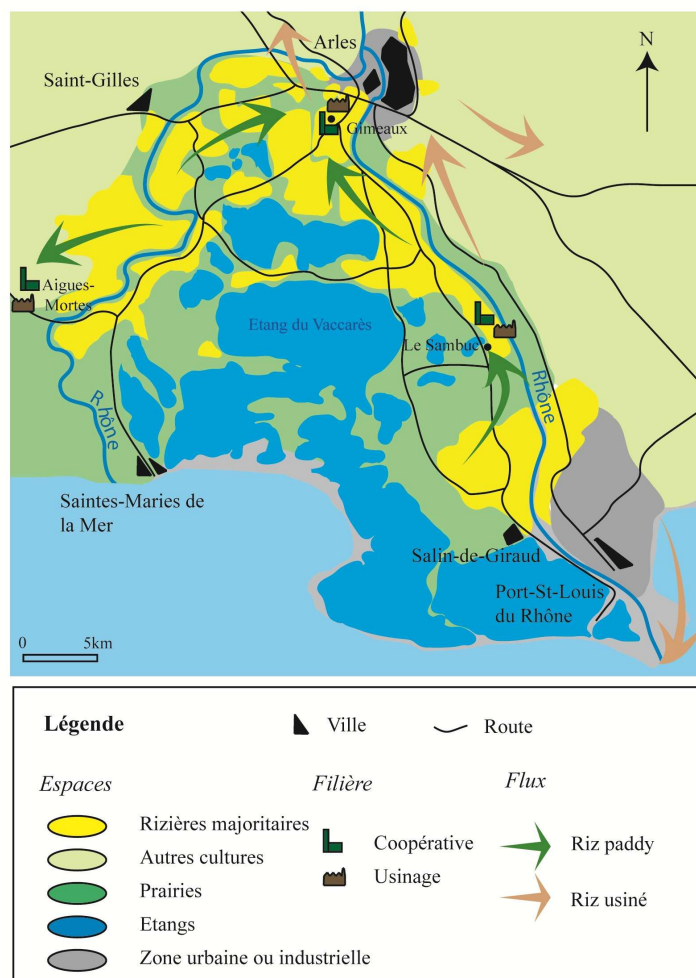 Arles
N
Saint-Gilles
Gimeaux
Aigues-
Mortes
Etang du Vaccarès
Le Sambuc
Rhône
Rhône
Saintes-Maries de
la Mer
Salin-de-Giraud
Port-St-Louis
du Rhône
0 5km
Légende
Ville
Route
Espaces
Filière
Flux
Rizières majoritaires
Autres cultures
Prairies
Etangs
Zone urbaine ou industrielle
Coopérative
Usinage
Riz paddy
Riz usiné